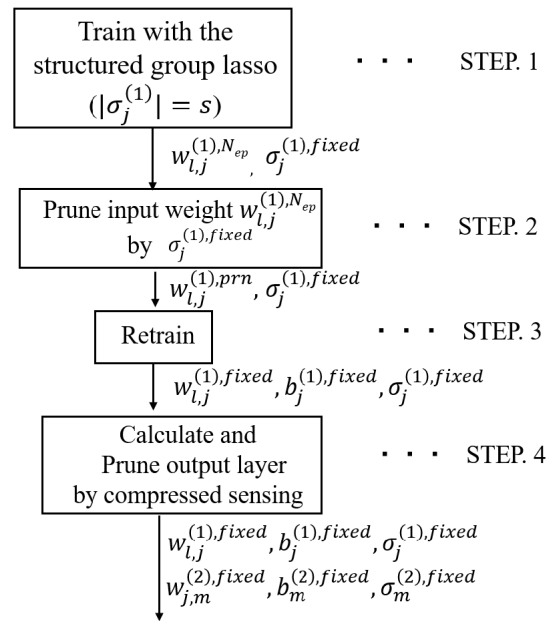 Train with the
structured group lasso · · · STEP. 1
(|σ_j^{(1)}| = s)
w_{l,j}^{(1),N_{ep}}, σ_j^{(1),fixed}
Prune input weight w_{l,j}^{(1),N_{ep}} · · · STEP. 2
by σ_j^{(1),fixed}
w_{l,j}^{(1),prn}, σ_j^{(1),fixed}
Retrain · · · STEP. 3
w_{l,j}^{(1),fixed}, b_j^{(1),fixed}, σ_j^{(1),fixed}
Calculate and
Prune output layer · · · STEP. 4
by compressed sensing
w_{l,j}^{(1),fixed}, b_j^{(1),fixed}, σ_j^{(1),fixed}
w_{j,m}^{(2),fixed}, b_m^{(2),fixed}, σ_m^{(2),fixed}